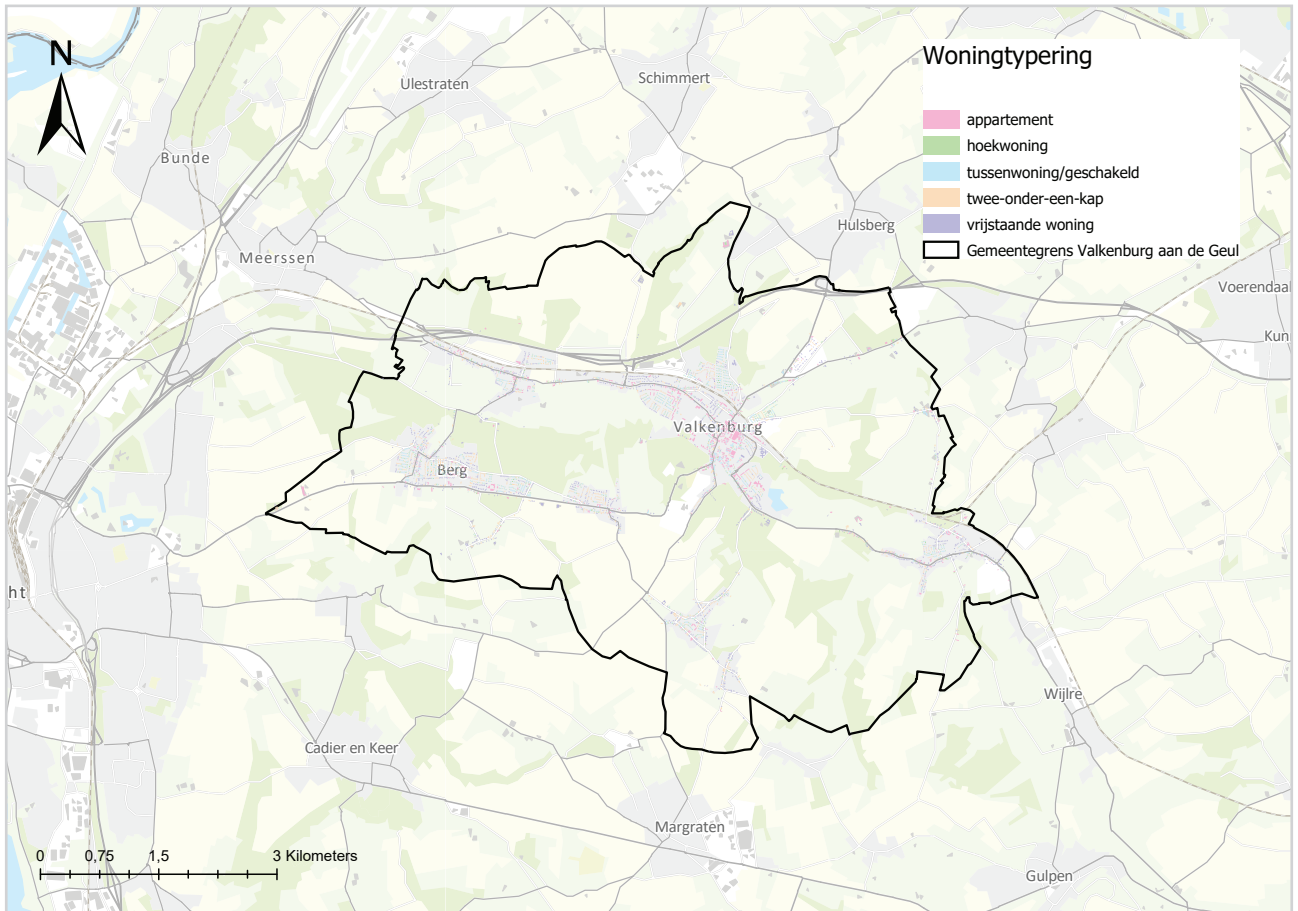 N
Woningtypering
appartement
hoekwoning
tussenwoning/geschakeld
twee-onder-een-kap
vrijstaande woning
Gemeentegrens Valkenburg aan de Geul
Ulestraten
Schimmert
Bunde
Hulsberg
Meerssen
Voerendaal
Kun
Valkenburg
Berg
ht
Wijlre
Cadier en Keer
Margraten
Gulpen
0 0,75 1,5 3 Kilometers